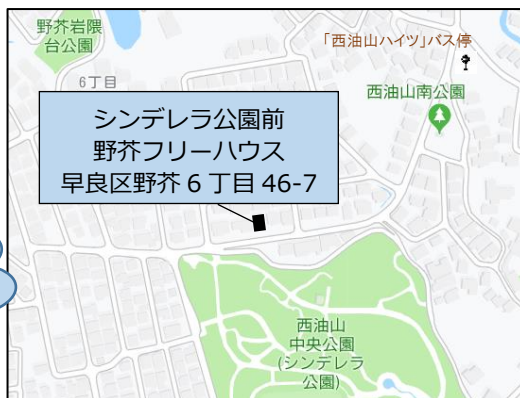 野芥岩隈
台公園
「西油山ハイツ」バス停
6丁目
西油山南公園
シンデレラ公園前
野芥フリーハウス
早良区野芥 6 丁目 46-7
西油山
中央公園
(シンデレラ
公園)